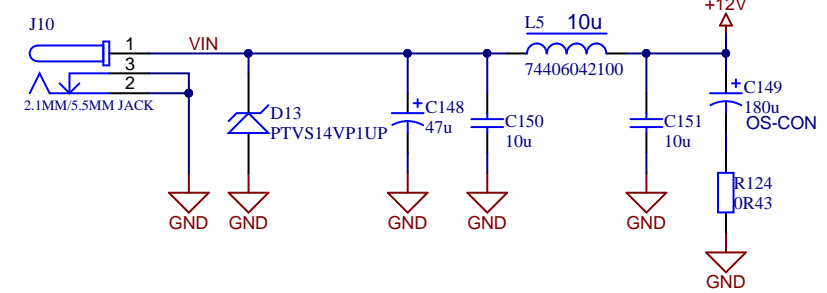 +12V
J10
L5 10u
1
VIN
3
2
74406042100
2.1MM/5.5MM JACK
D13
PTVS14VP1UP
C148
47u
C150
10u
C151
10u
C149
180u
OS-CON
R124
0R43
GND
GND
GND
GND
GND
GND